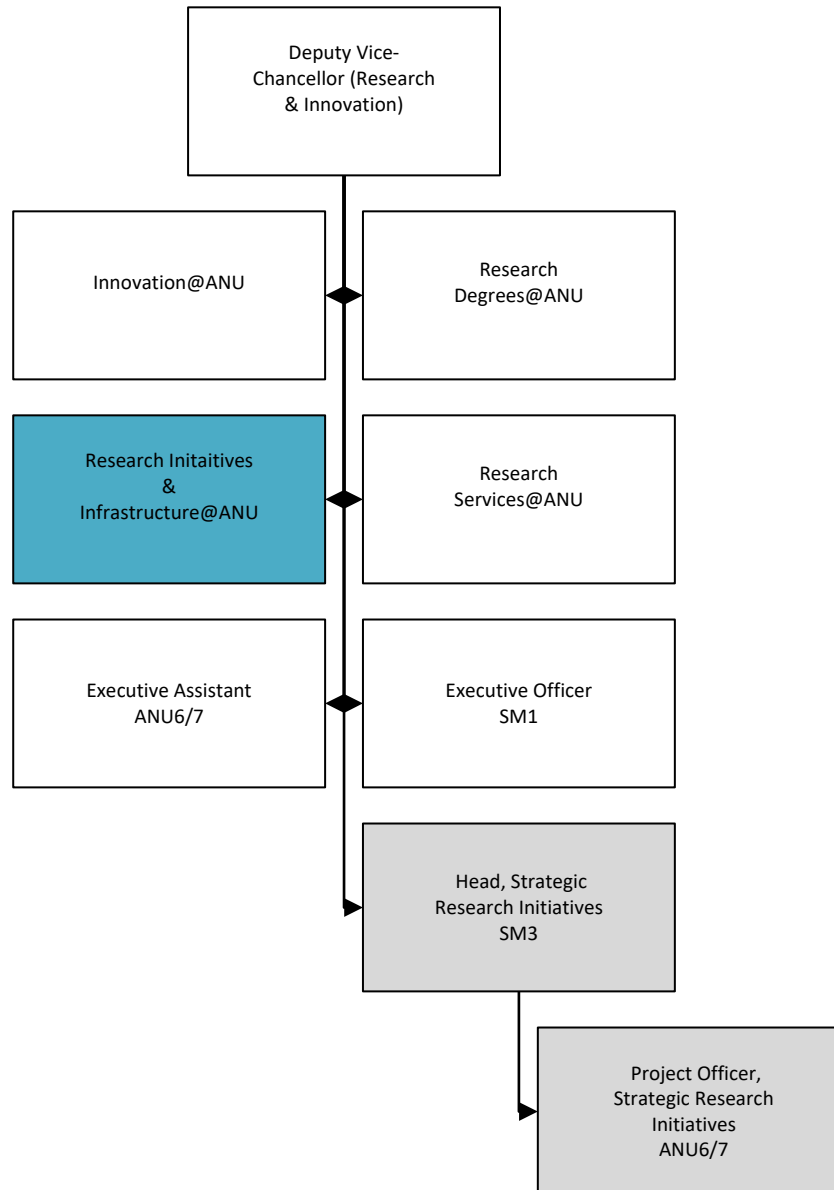 Deputy Vice-
Chancellor (Research
& Innovation)
Innovation@ANU
Research
Degrees@ANU
Research Initaitives
&
Infrastructure@ANU
Research
Services@ANU
Executive Assistant
ANU6/7
Executive Officer
SM1
Head, Strategic
Research Initiatives
SM3
Project Officer,
Strategic Research
Initiatives
ANU6/7